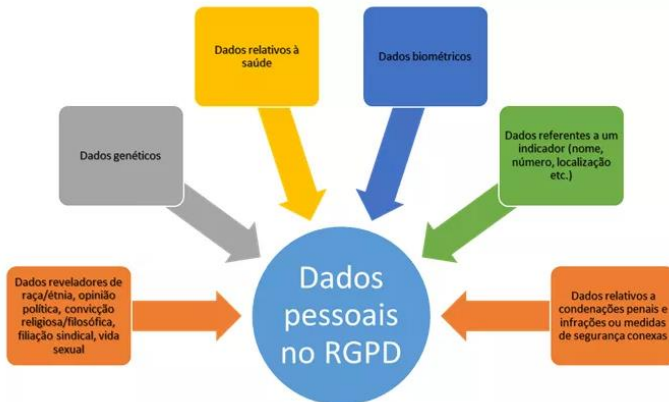 Dados relativos à
saúde
Dados biométricos
Dados genéticos
Dados referentes a um
indicador (nome,
número, localização
etc.)
Dados reveladores de
raça/étnia, opinião
política, convicção
religiosa/filosófica,
filiação sindical, vida
sexual
Dados
pessoais
no RGPD
Dados relativos a
condenações penais e
infrações ou medidas
de segurança conexas